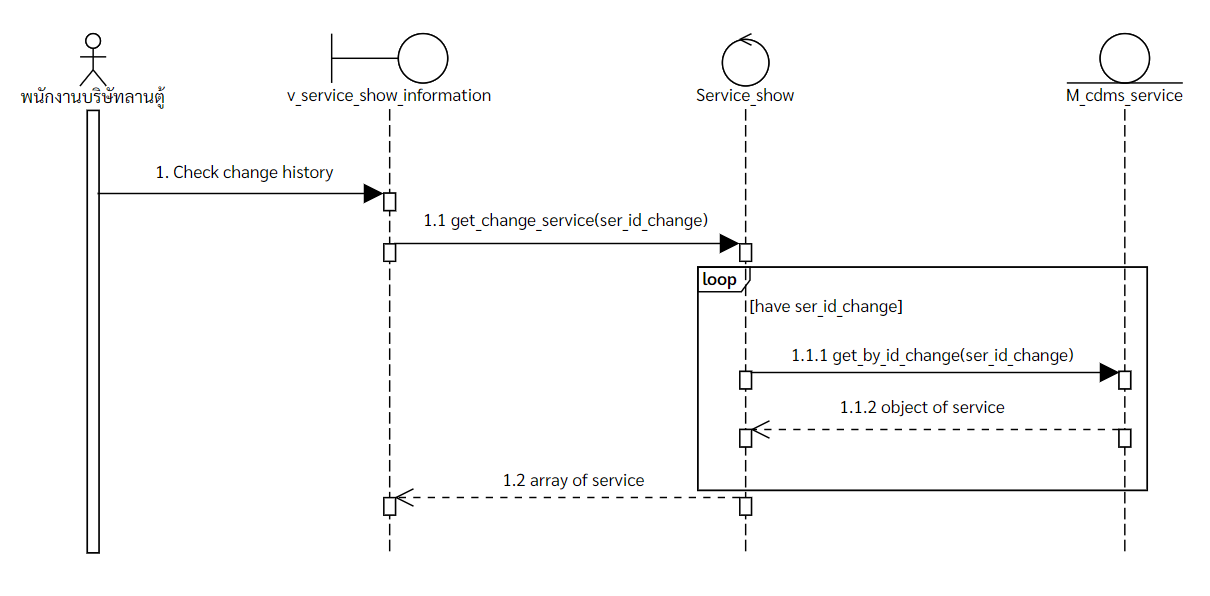 พนักงานบริษัทลานตู้
v_service_show_information
Service_show
M_cdms_service
1. Check change history
1.1 get_change_service(ser_id_change)
loop
[have ser_id_change]
1.1.1 get_by_id_change(ser_id_change)
1.1.2 object of service
1.2 array of service